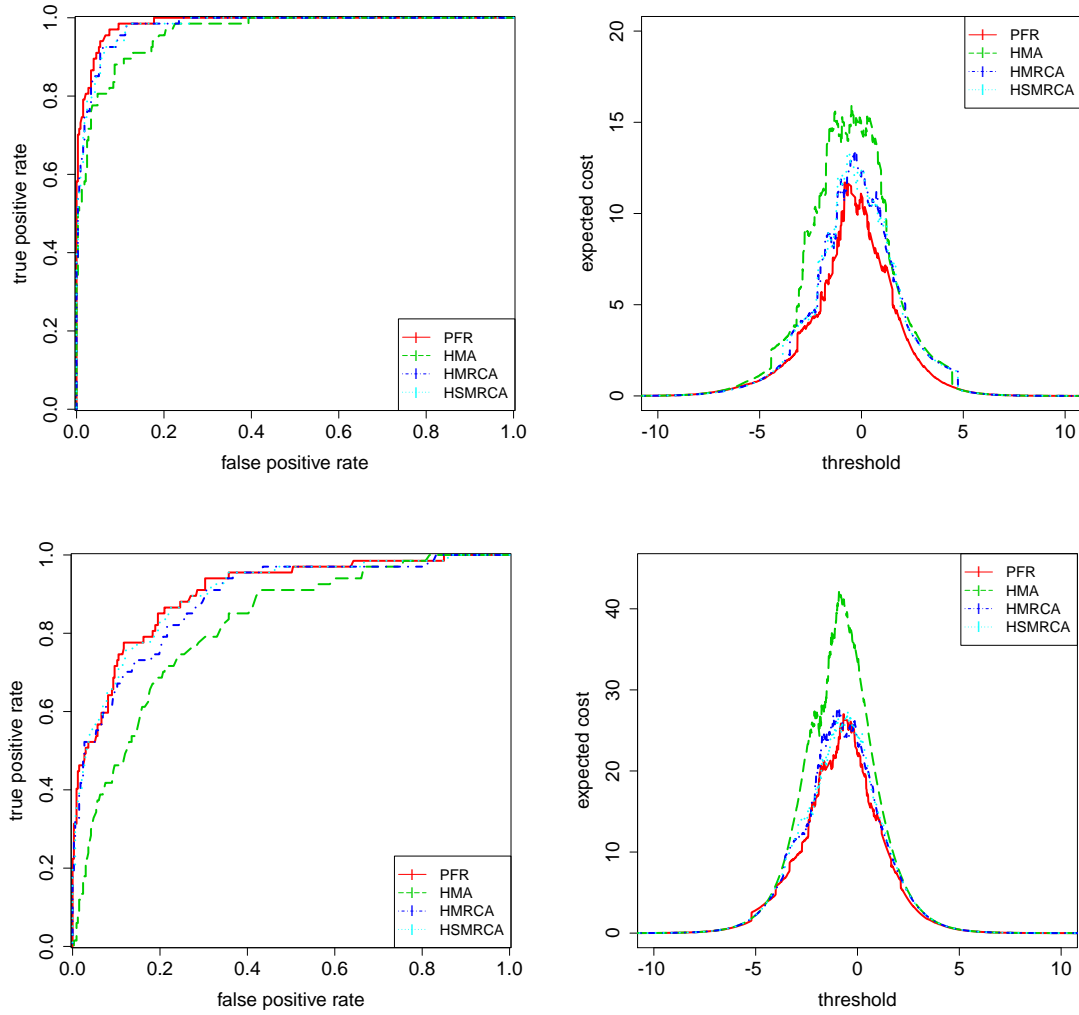 0.0 0.2 0.4 0.6 0.8 1.0
true positive rate
PFR
HMA
HMRCA
HSMRCA
0.0 0.2 0.4 0.6 0.8 1.0
false positive rate
0 5 10 15 20
expected cost
PFR
HMA
HMRCA
HSMRCA
-10 -5 0 5 10
threshold
0.0 0.2 0.4 0.6 0.8 1.0
true positive rate
PFR
HMA
HMRCA
HSMRCA
0.0 0.2 0.4 0.6 0.8 1.0
false positive rate
0 10 20 30 40
expected cost
PFR
HMA
HMRCA
HSMRCA
-10 -5 0 5 10
threshold